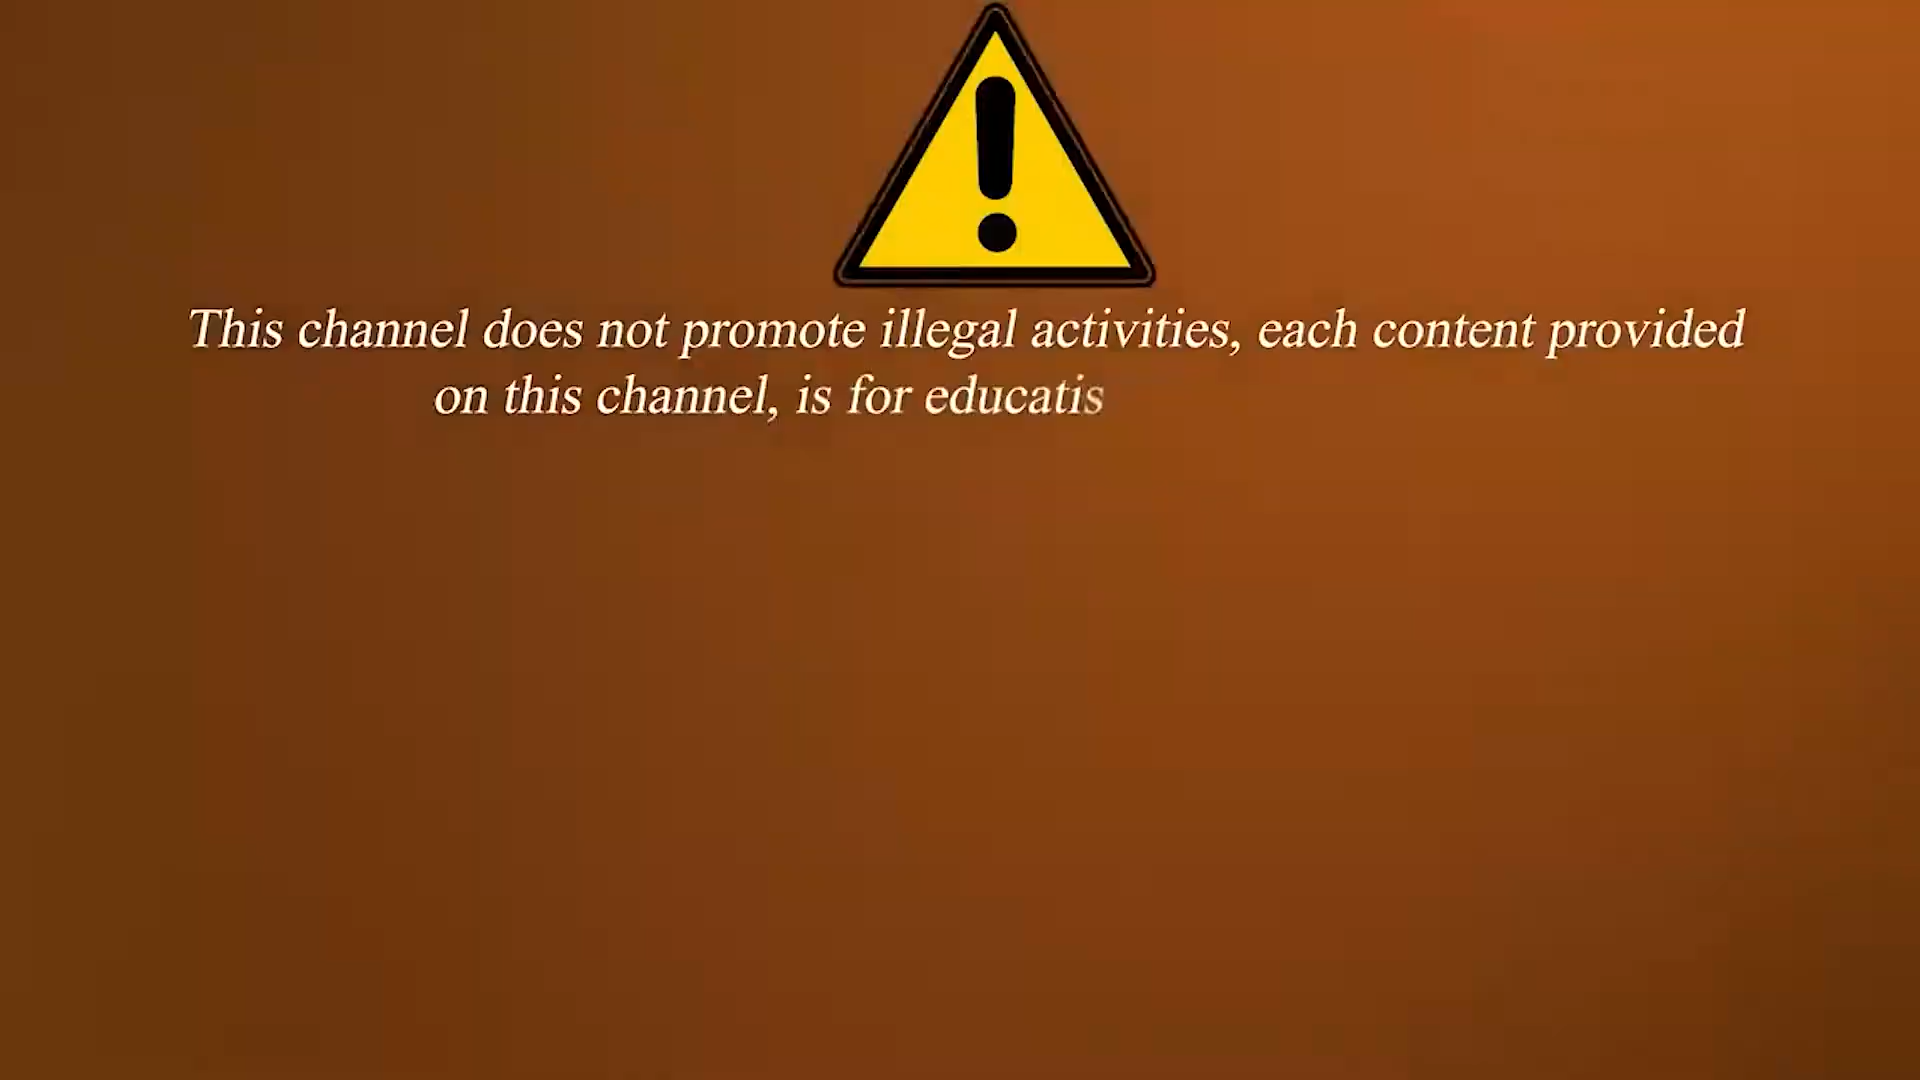 This channel does not promote illegal activities, each content provided
on this channel, is for educatis